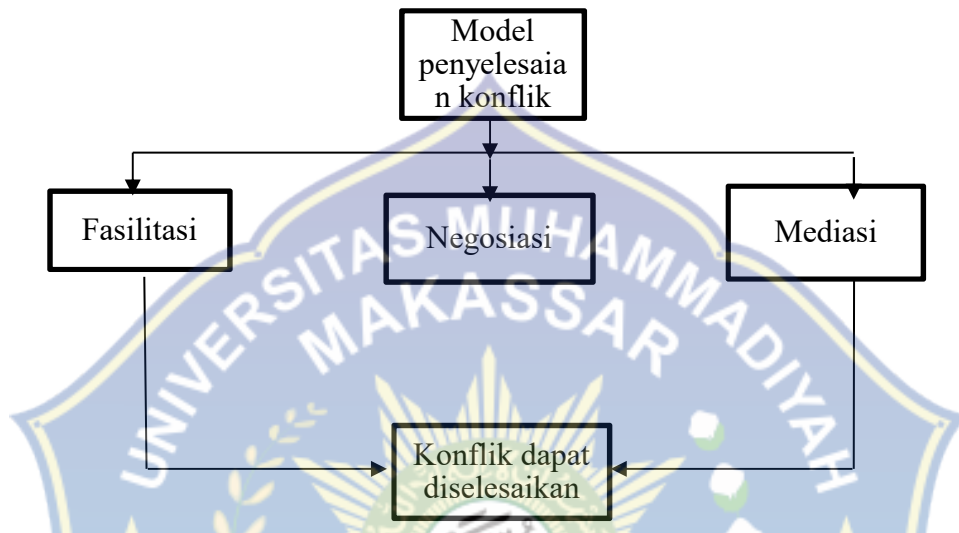 Model
penyelesaia
n konflik
Fasilitasi
Negosiasi
Mediasi
UNIVERSITAS MUHAMMADIYAH
MAKASSAR
Konflik dapat
diselesaikan